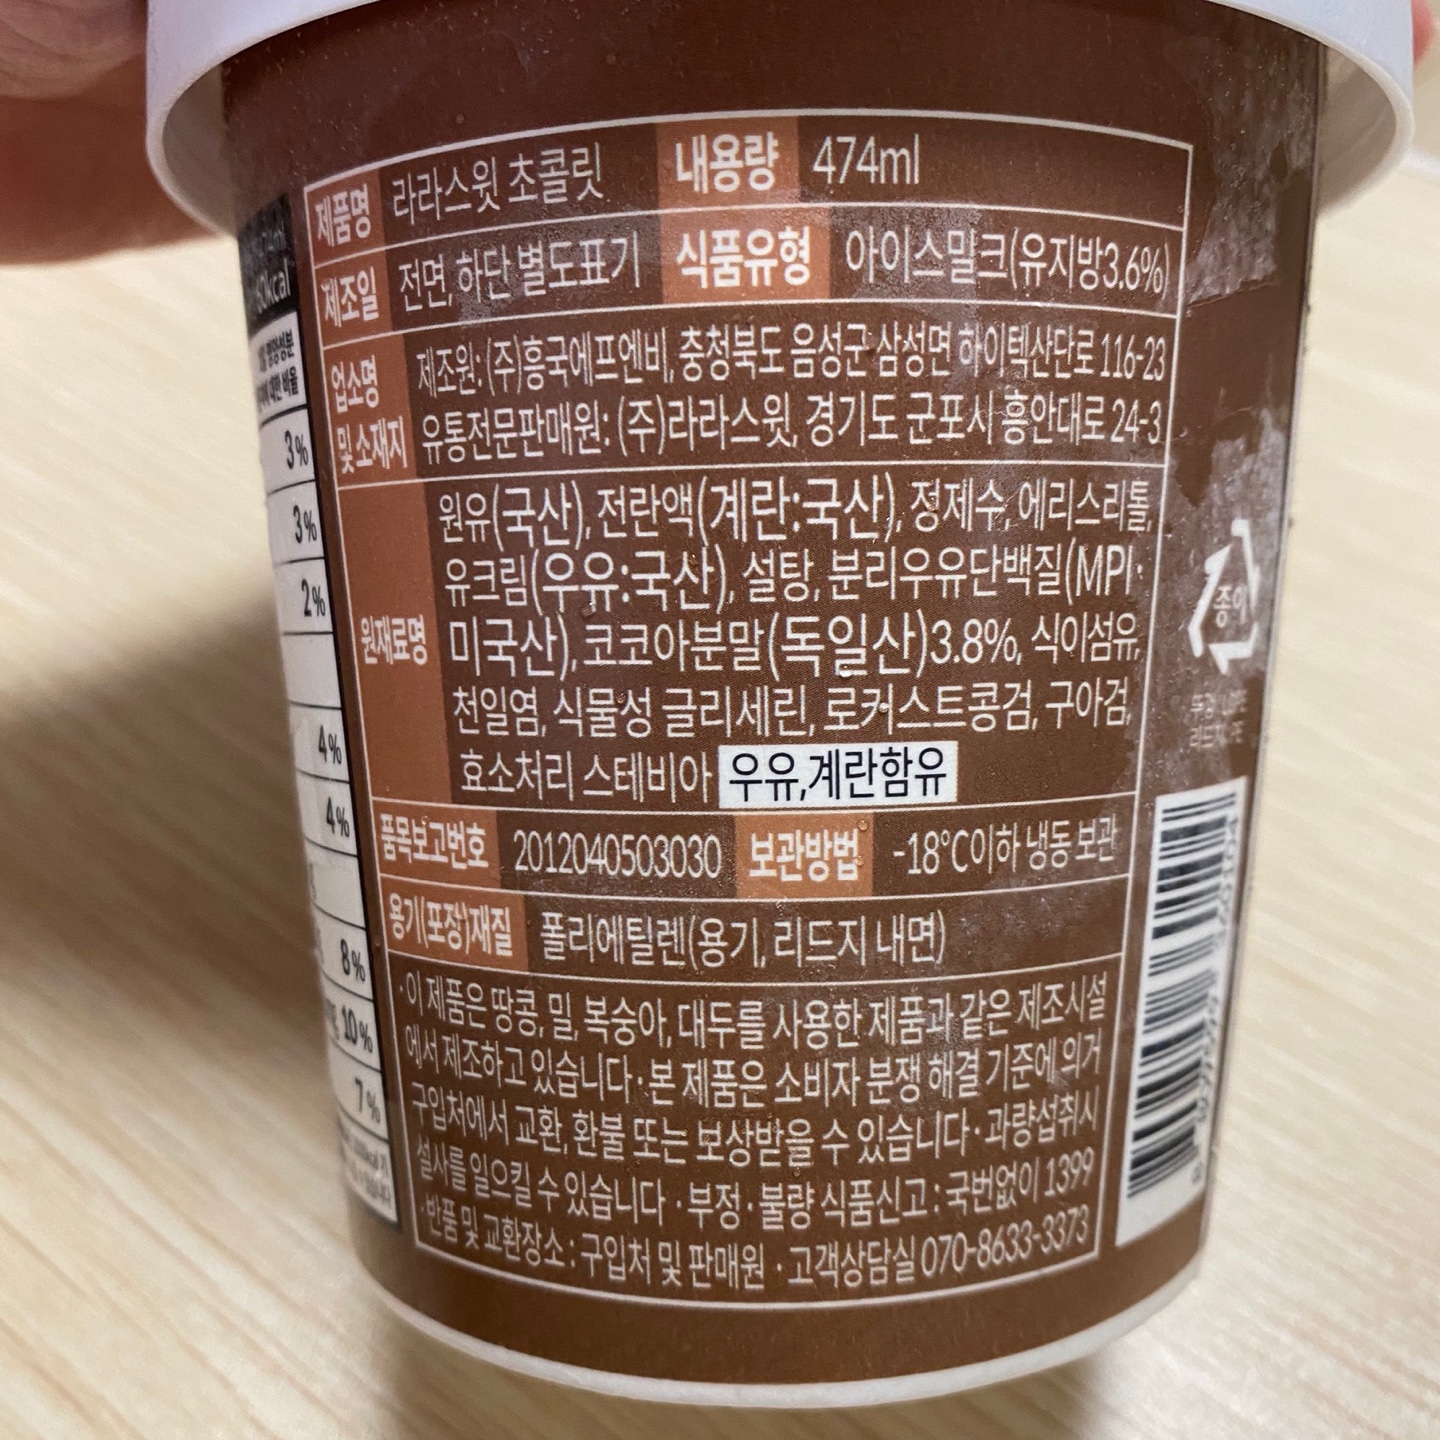 제품명 라라스윗 초콜릿 내용량 474ml
제조일 전면, 하단 별도표기 식품유형 아이스밀크(유지방3.6%)
업소명
및 소재지
제조원: (주)흥국에프엔비, 충청북도 음성군 삼성면 하이텍산단로 116-23
유통전문판매원: (주)라라스윗, 경기도 군포시 흥안대로 24-3
원재료명
원유(국산), 전란액(계란:국산), 정제수, 에리스리톨,
유크림(우유:국산), 설탕, 분리우유단백질(MPI·
미국산), 코코아분말(독일산)3.8%, 식이섬유,
천일염, 식물성 글리세린, 로커스트콩검, 구아검,
효소처리 스테비아 우유,계란함유
품목보고번호 2012040503030 보관방법 -18℃이하 냉동 보관
용기(포장)재질 폴리에틸렌(용기, 리드지 내면)
·이 제품은 땅콩, 밀, 복숭아, 대두를 사용한 제품과 같은 제조시설
에서 제조하고 있습니다·본 제품은 소비자 분쟁 해결 기준에 의거
구입처에서 교환, 환불 또는 보상받을 수 있습니다·과량섭취시
설사를 일으킬 수 있습니다·부정·불량 식품신고 : 국번없이 1399
·반품 및 교환장소 : 구입처 및 판매원 ·고객상담실 070-8633-3373
종이
3%
3%
2%
4%
4%
8%
10%
7%